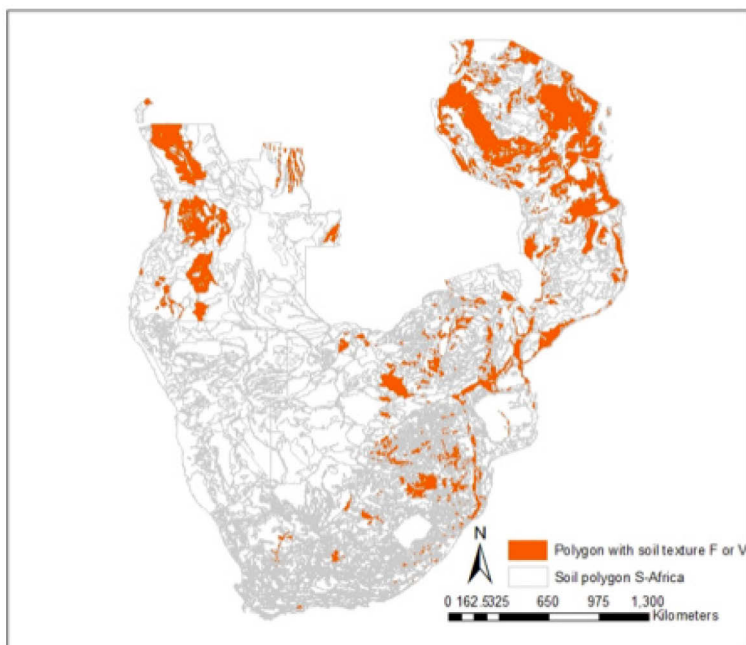 N
Polygon with soil texture F or V
Soil polygon S-Africa
0 162.5325 650 975 1,300
Kilometers